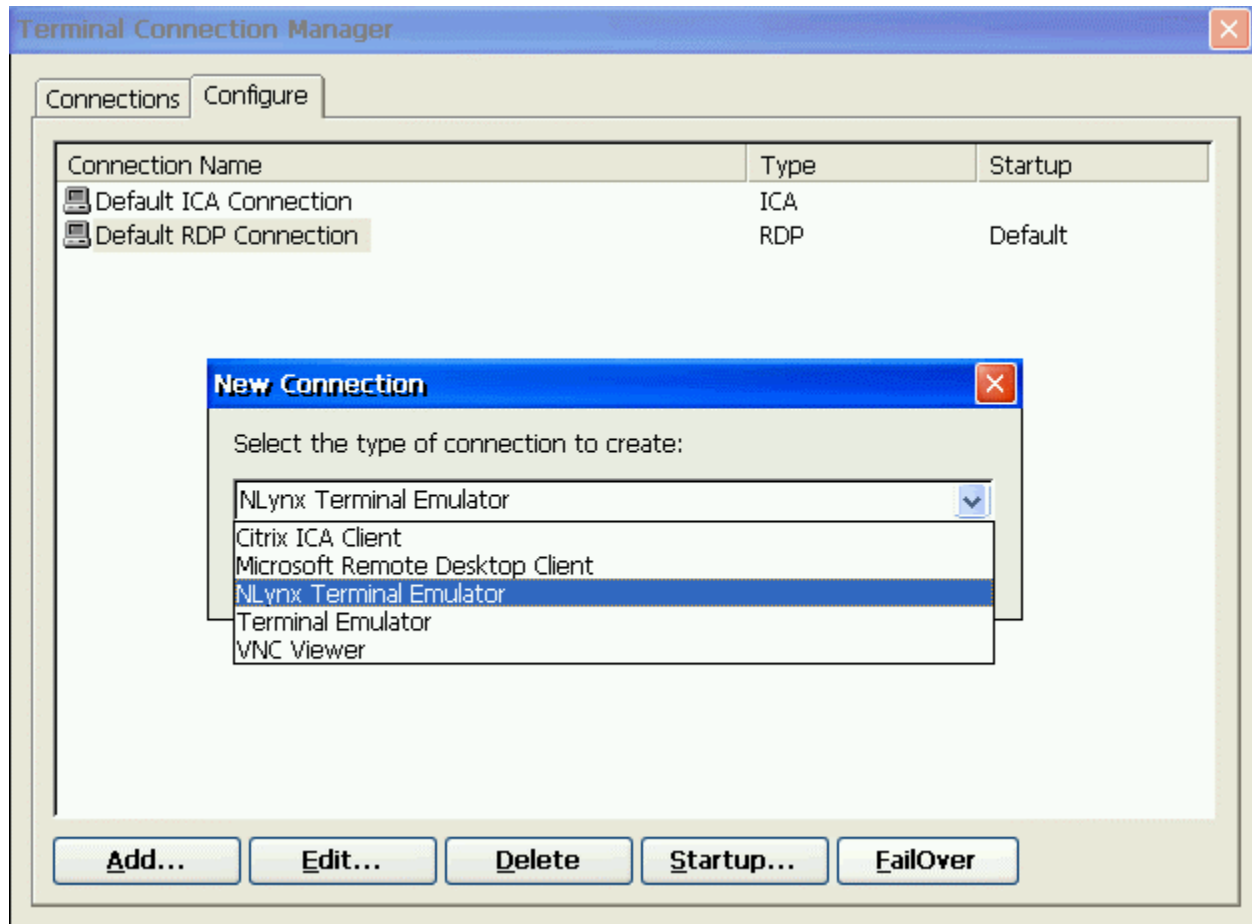 Terminal Connection Manager
Connections Configure
Connection Name Type Startup
Default ICA Connection ICA
Default RDP Connection RDP Default
New Connection
Select the type of connection to create:
NLynx Terminal Emulator
Citrix ICA Client
Microsoft Remote Desktop Client
NLynx Terminal Emulator
Terminal Emulator
VNC Viewer
Add... Edit... Delete Startup... FailOver